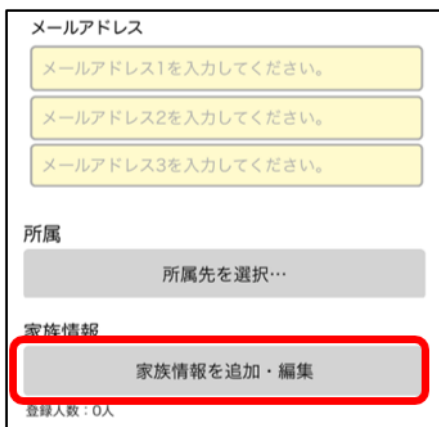 メールアドレス
メールアドレス1を入力してください。
メールアドレス2を入力してください。
メールアドレス3を入力してください。
所属
所属先を選択…
家族情報
家族情報を追加・編集
登録人数：0人